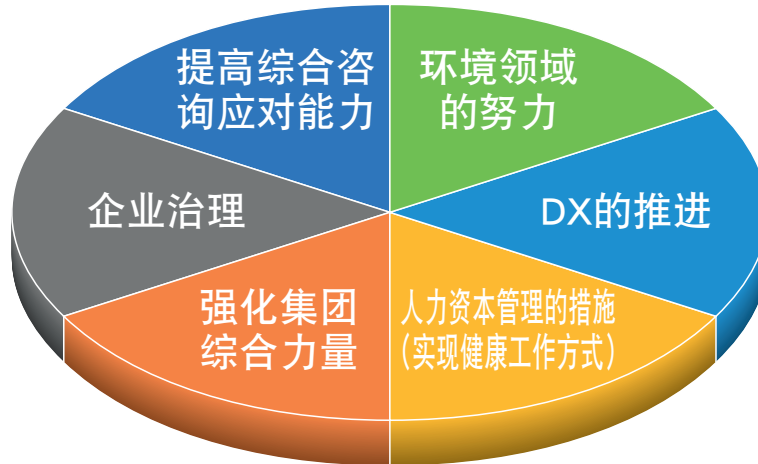 提高综合咨
询应对能力
环境领域
的努力
企业治理
DX的推进
强化集团
综合力量
人力资本管理的措施
（实现健康工作方式）